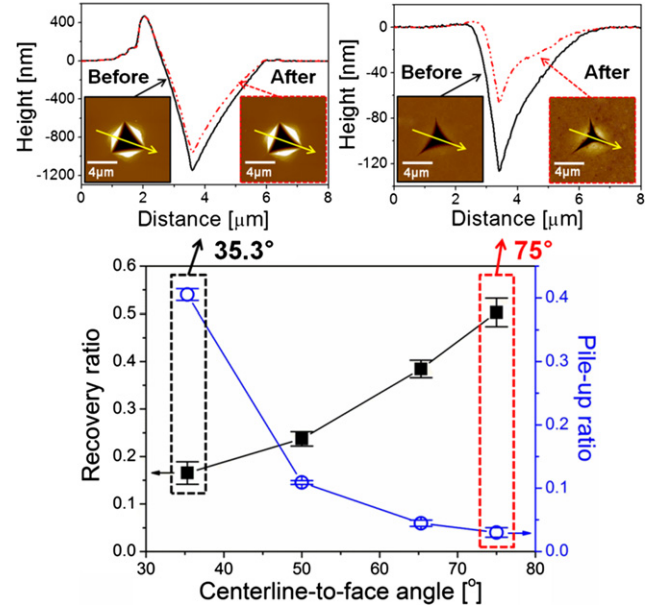 Height [nm]
400
200
0
-200
-400
-600
-800
-1000
-1200
Before
After
4μm
4μm
0 2 4 6 8
Distance [μm]
Height [nm]
0
-40
-80
-120
Before
After
4μm
4μm
0 2 4 6 8
Distance [μm]
35.3°
75°
Recovery ratio
0.6
0.5
0.4
0.3
0.2
0.1
0.0
Pile-up ratio
0.4
0.3
0.2
0.1
0.0
30 40 50 60 70 80
Centerline-to-face angle [°]